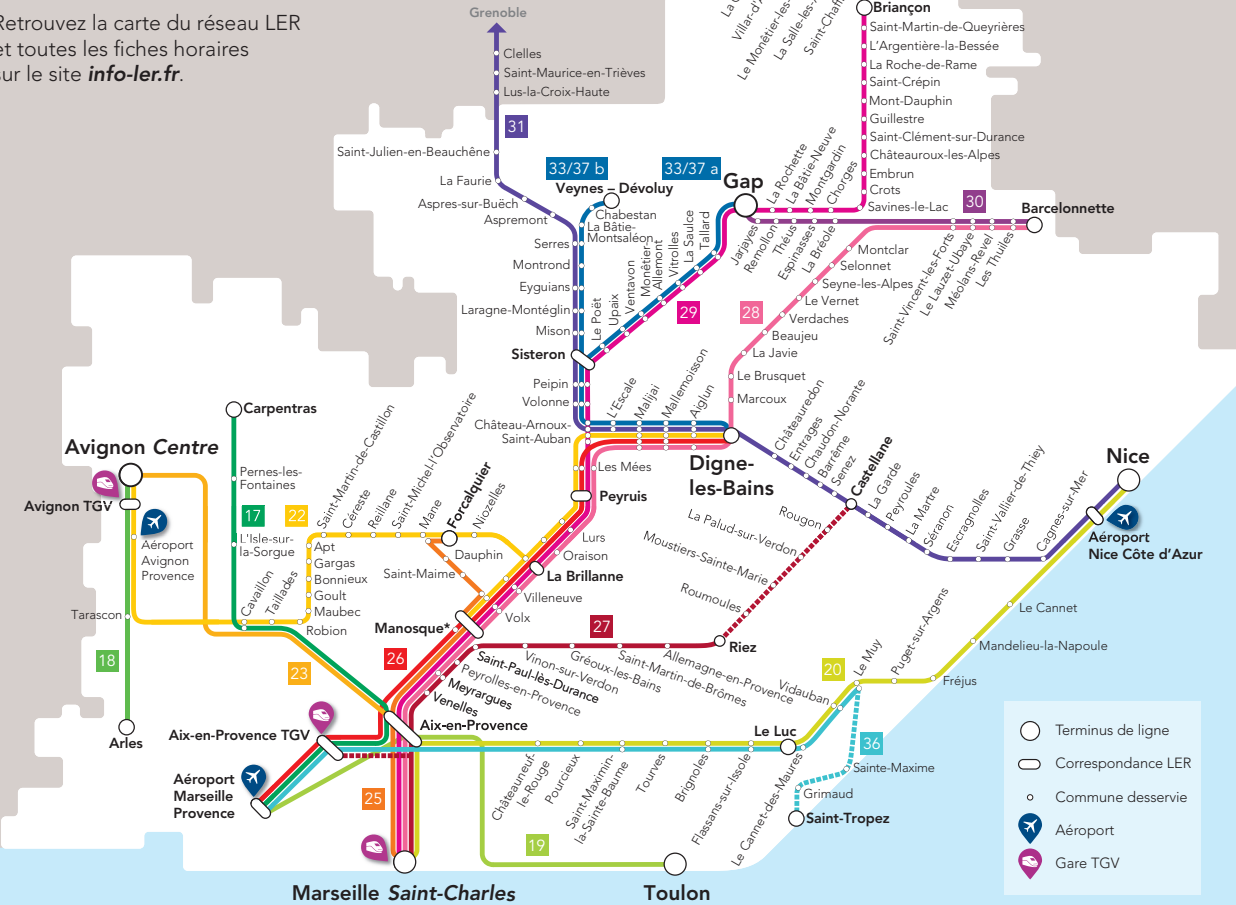 Retrouvez la carte du réseau LER
et toutes les fiches horaires
sur le site info-ler.fr.
Grenoble
Clelles
Saint-Maurice-en-Trièves
Lus-la-Croix-Haute
31
Saint-Julien-en-Beauchêne
La Faurie
Aspres-sur-Buëch
Aspremont
Serres
Montrond
Eyguians
Laragne-Montéglin
Mison
Sisteron
Peipin
Volonne
Château-Arnoux-
Saint-Auban
33/37 b
Veynes – Dévoluy
Chabestan
La Bâtie-
Montsaléon
33/37 a
Gap
Le Poët
Upaix
Ventavon
Monêtier-
Allemont
Vitrolles
La Saulce
Tallard
29
Le Monêtier-les-
La Salle-les-
Saint-Chaff
Briançon
Saint-Martin-de-Queyrières
L'Argentière-la-Bessée
La Roche-de-Rame
Saint-Crépin
Mont-Dauphin
Guillestre
Saint-Clément-sur-Durance
Châteauroux-les-Alpes
Embrun
Crots
Savines-le-Lac
La Rochette
La Bâtie-Neuve
Montgardin
Chorges
30
Barcelonnette
Jarjayes
Remollon
Théus
Espinasses
La Bréole
Saint-Vincent-les-Forts
Le Lauzet-Ubaye
Méolans-Revel
Les Thuiles
Montclar
Selonnet
Seyne-les-Alpes
Le Vernet
Verdaches
Beaujeu
La Javie
Le Brusquet
Marcoux
28
L'Escale
Malijai
Mallemoisson
Aiglun
Digne-
les-Bains
Les Mées
Peyruis
Châteauredon
Entrages
Chaudon-Norante
Barrême
Senez
Castellane
La Garde
Peyroules
La Martre
Séranon
Escragnolles
Saint-Vallier-de-Thiey
Grasse
Cagnes-sur-Mer
Nice
Aéroport
Nice Côte d'Azur
Rougon
La Palud-sur-Verdon
Moustiers-Sainte-Marie
Roumoules
Riez
Carpentras
Pernes-les-
Fontaines
17
L'Isle-sur-
la-Sorgue
Avignon Centre
Avignon TGV
Aéroport
Avignon
Provence
Tarascon
18
Arles
22
Cavaillon
Taillades
Robion
Maubec
Goult
Bonnieux
Gargas
Apt
Saint-Martin-de-Castillon
Céreste
Reillane
Saint-Michel-l'Observatoire
Mane
Forcalquier
Niozelles
Dauphin
Saint-Maime
Lurs
Oraison
La Brillanne
Villeneuve
Volx
Manosque*
23
26
27
Saint-Paul-lès-Durance
Peyrolles-en-Provence
Meyrargues
Venelles
Vinon-sur-Verdon
Gréoux-les-Bains
Saint-Martin-de-Brômes
Allemagne-en-Provence
Aix-en-Provence
Aix-en-Provence TGV
Aéroport
Marseille
Provence
25
Marseille Saint-Charles
19
Toulon
Châteauneuf-
le-Rouge
Pourcieux
Saint-Maximin-
la-Sainte-Baume
Tourves
Brignoles
Flassans-sur-Issole
Le Luc
Le Cannet-des-Maures
Vidauban
20
Le Muy
Puget-sur-Argens
Fréjus
Mandelieu-la-Napoule
Le Cannet
36
Sainte-Maxime
Grimaud
Saint-Tropez
Terminus de ligne
Correspondance LER
Commune desservie
Aéroport
Gare TGV